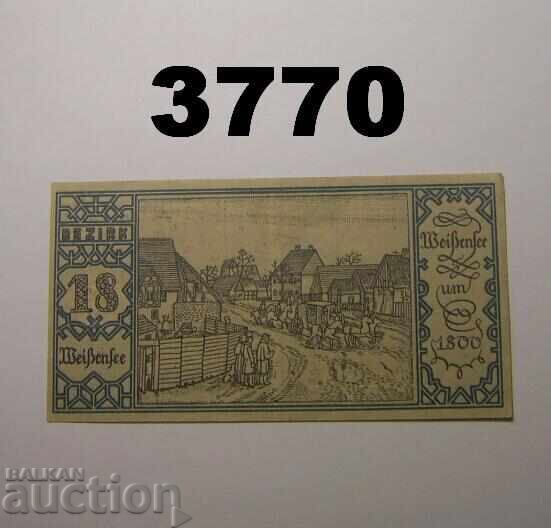 3770
BEZIRK
18
Weißensee
Weißensee
um
1800
BALKAN
auction